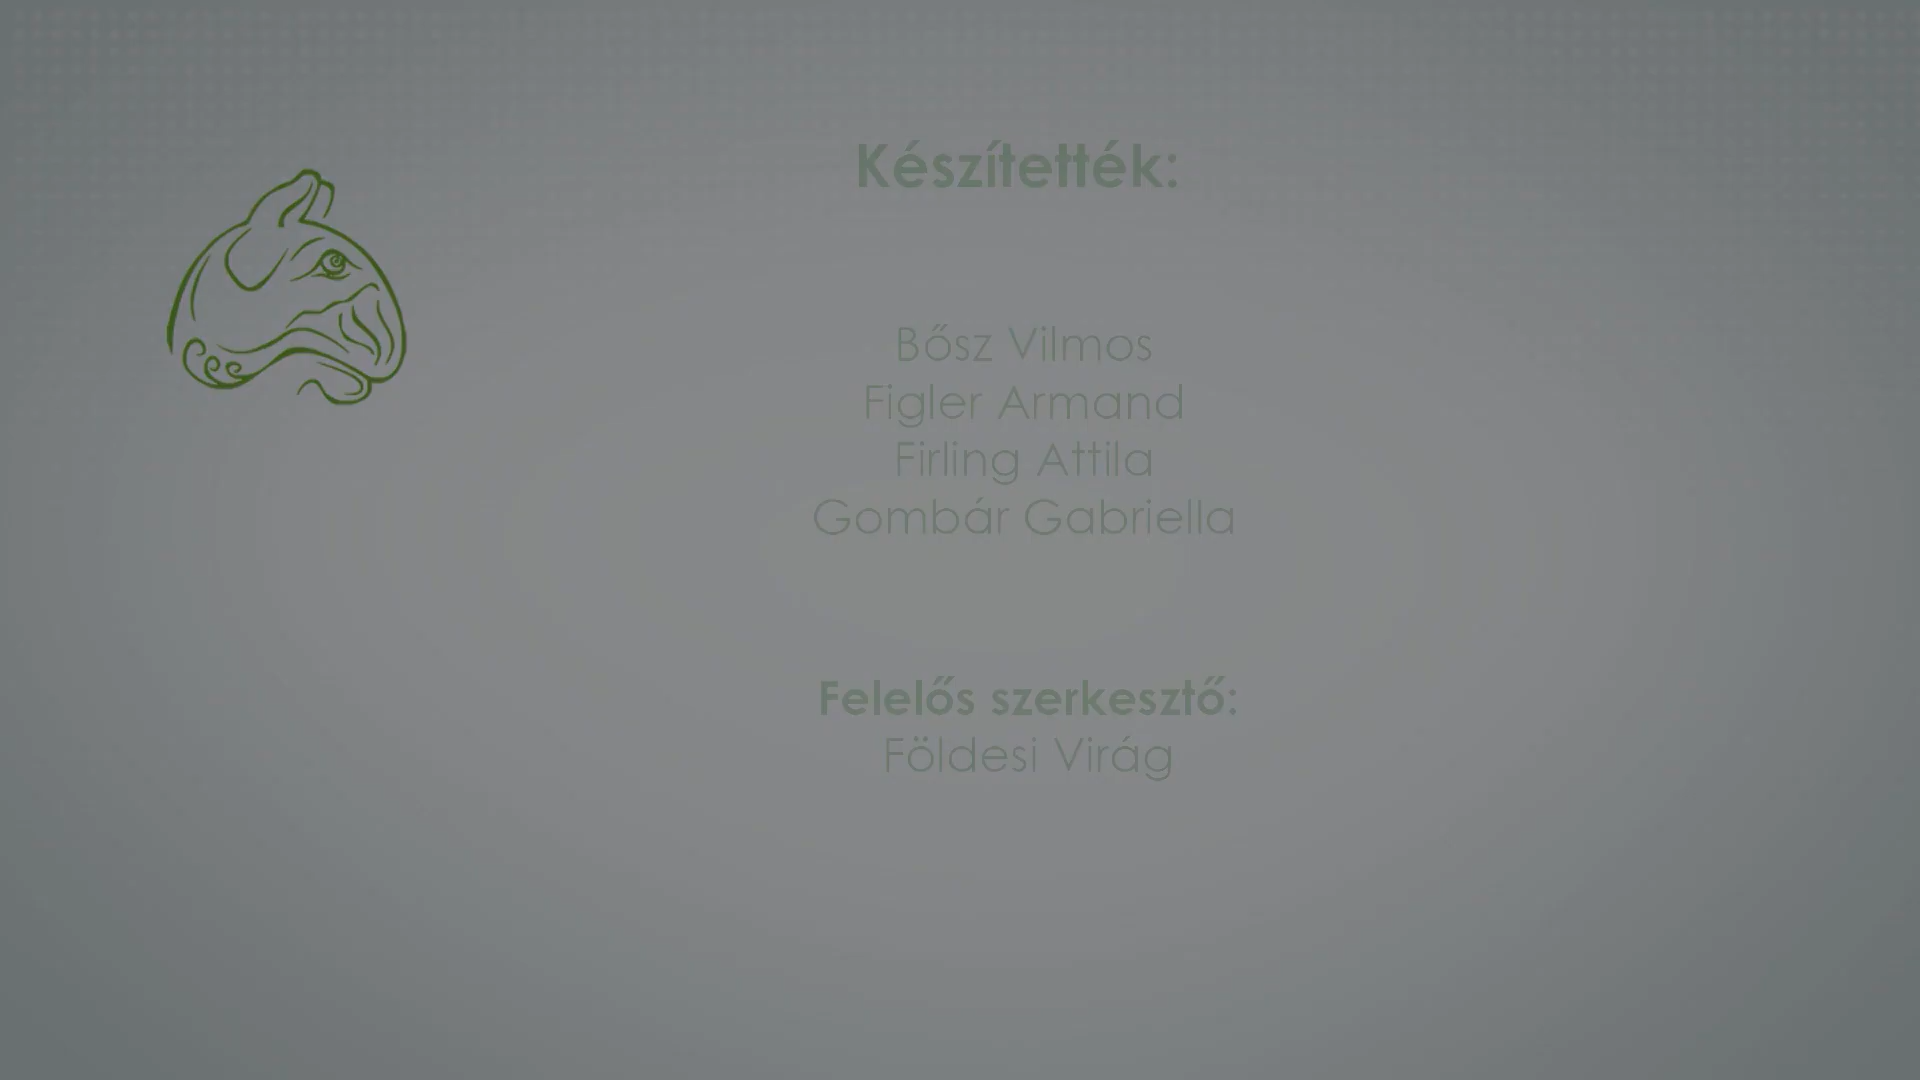 Készítették:
Bősz Vilmos
Figler Armand
Firling Attila
Gombár Gabriella
Felelős szerkesztő:
Földesi Virág